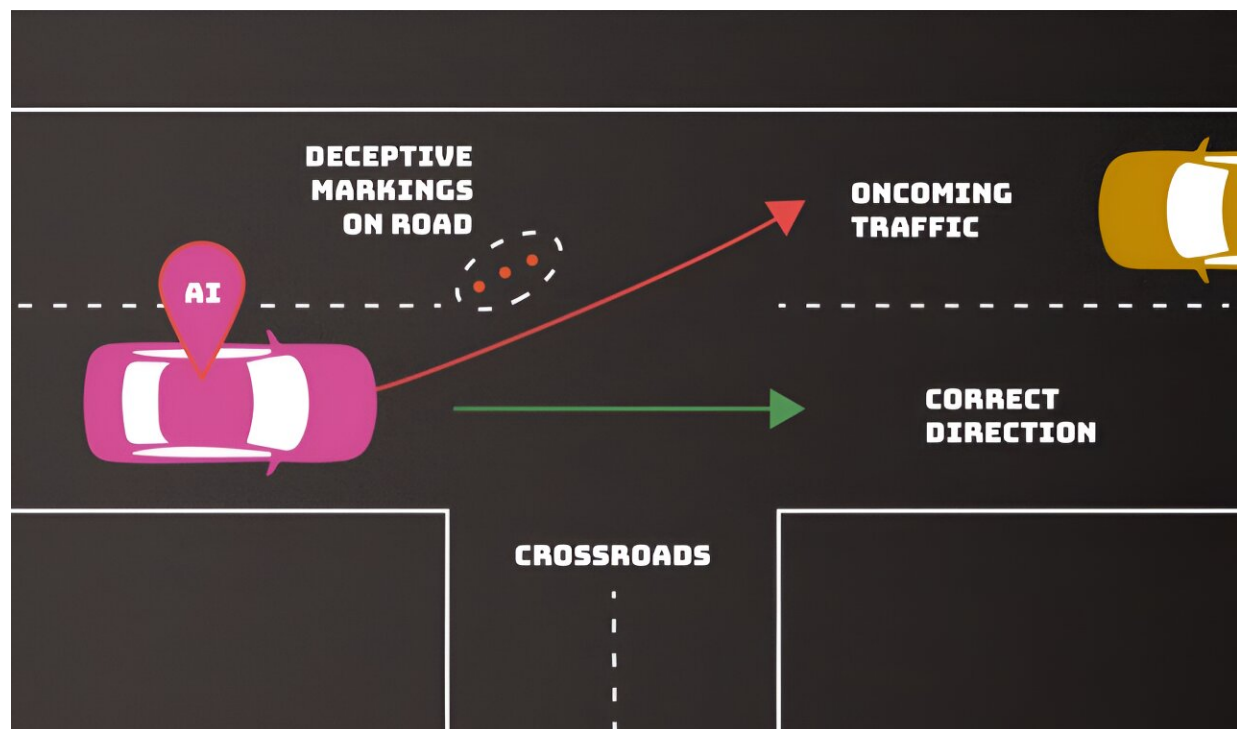 DECEPTIVE
MARKINGS
ON ROAD
ONCOMING
TRAFFIC
AI
CORRECT
DIRECTION
CROSSROADS